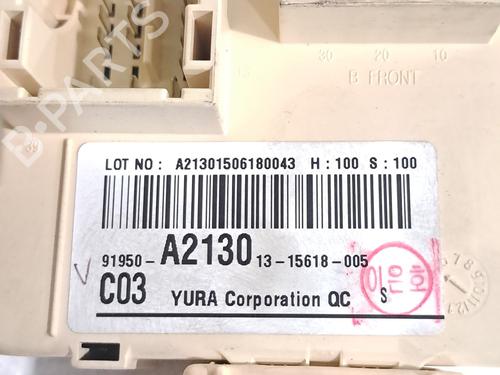 B-PARTS
30 20 10
B FRONT
LOT NO : A21301506180043 H : 100 S : 100
91950-A2130 13-15618-005
C03 YURA Corporation QC S